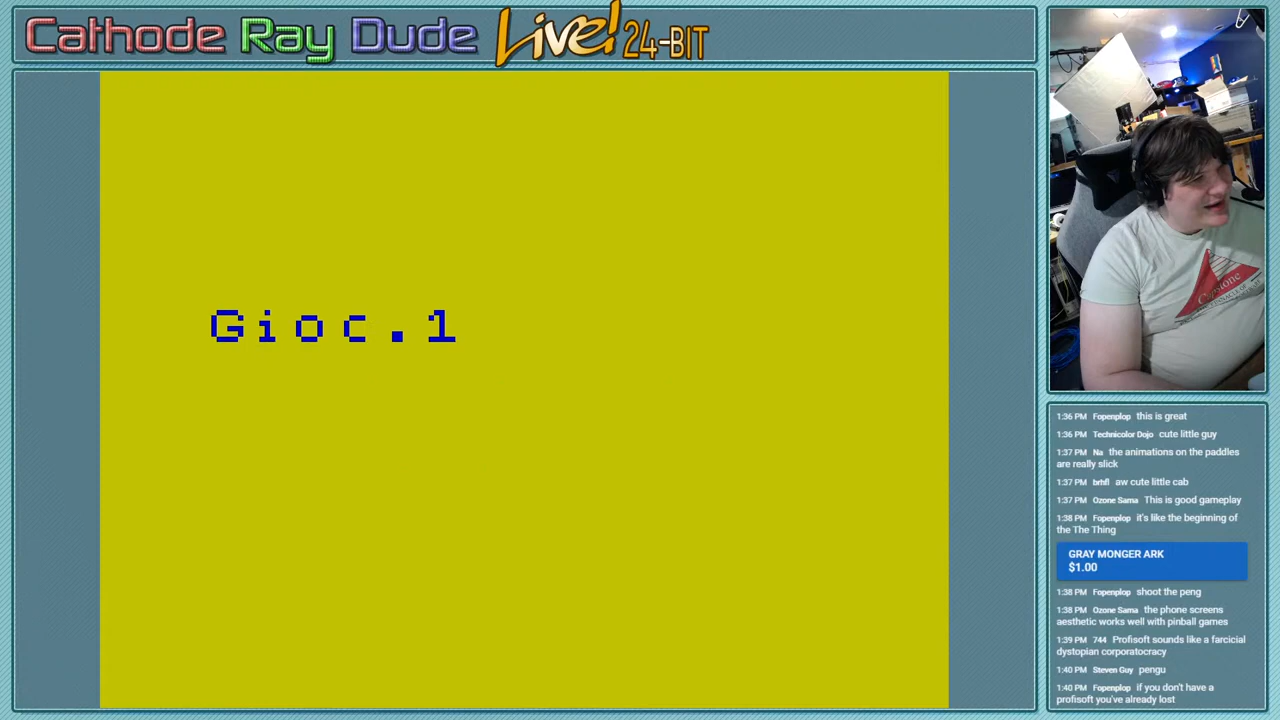 Cathode Ray Dude Live! 24-BIT
Gioc.1
Capstone
1:36 PM Fopenplop this is great
1:36 PM Technicolor Dojo cute little guy
1:37 PM Na the animations on the paddles
are really slick
1:37 PM brhfl aw cute little cab
1:37 PM Ozone Sama This is good gameplay
1:38 PM Fopenplop it's like the beginning of
the The Thing
GRAY MONGER ARK
$1.00
1:38 PM Fopenplop shoot the peng
1:38 PM Ozone Sama the phone screens
aesthetic works well with pinball games
1:39 PM 744 Profisoft sounds like a farcicial
dystopian corporatocracy
1:40 PM Steven Guy pengu
1:40 PM Fopenplop if you don't have a
profisoft you've already lost